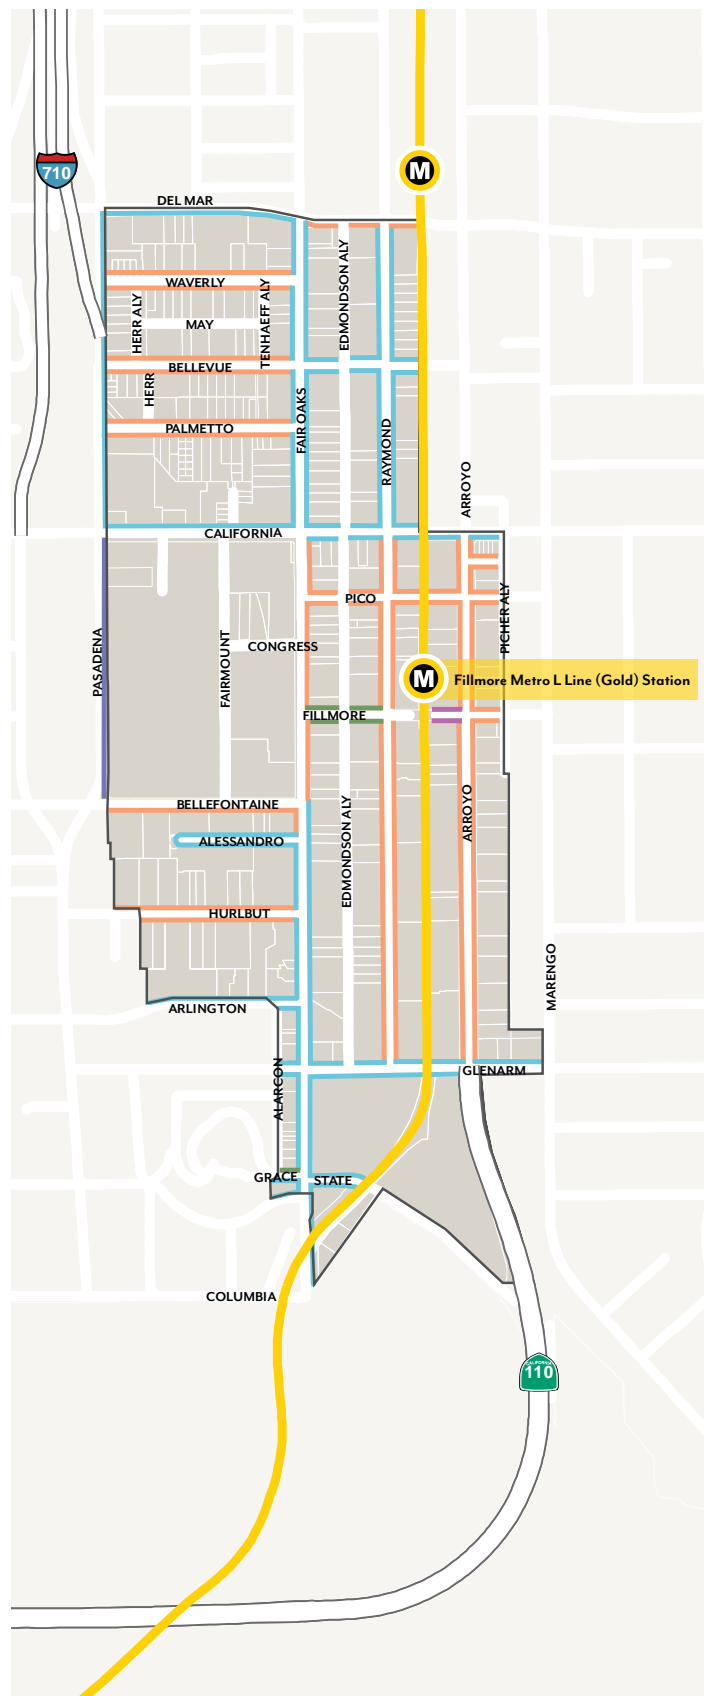 M
710
DEL MAR
EDMONDSON ALY
WAVERLY
TENHAEFF ALY
HERR ALY
MAY
BELLEVUE
HERR
FAIR OAKS
RAYMOND
PALMETTO
ARROYO
CALIFORNIA
PICO
PICHER ALY
PASADENA
FAIRMOUNT
CONGRESS
M
Fillmore Metro L Line (Gold) Station
FILLMORE
ARROYO
BELLEFONTAINE
EDMONDSON ALY
ALESSANDRO
HURLBUT
MARENGO
ARLINGTON
ALARCON
GLENARM
GRACE
STATE
COLUMBIA
CALIFORNIA
110